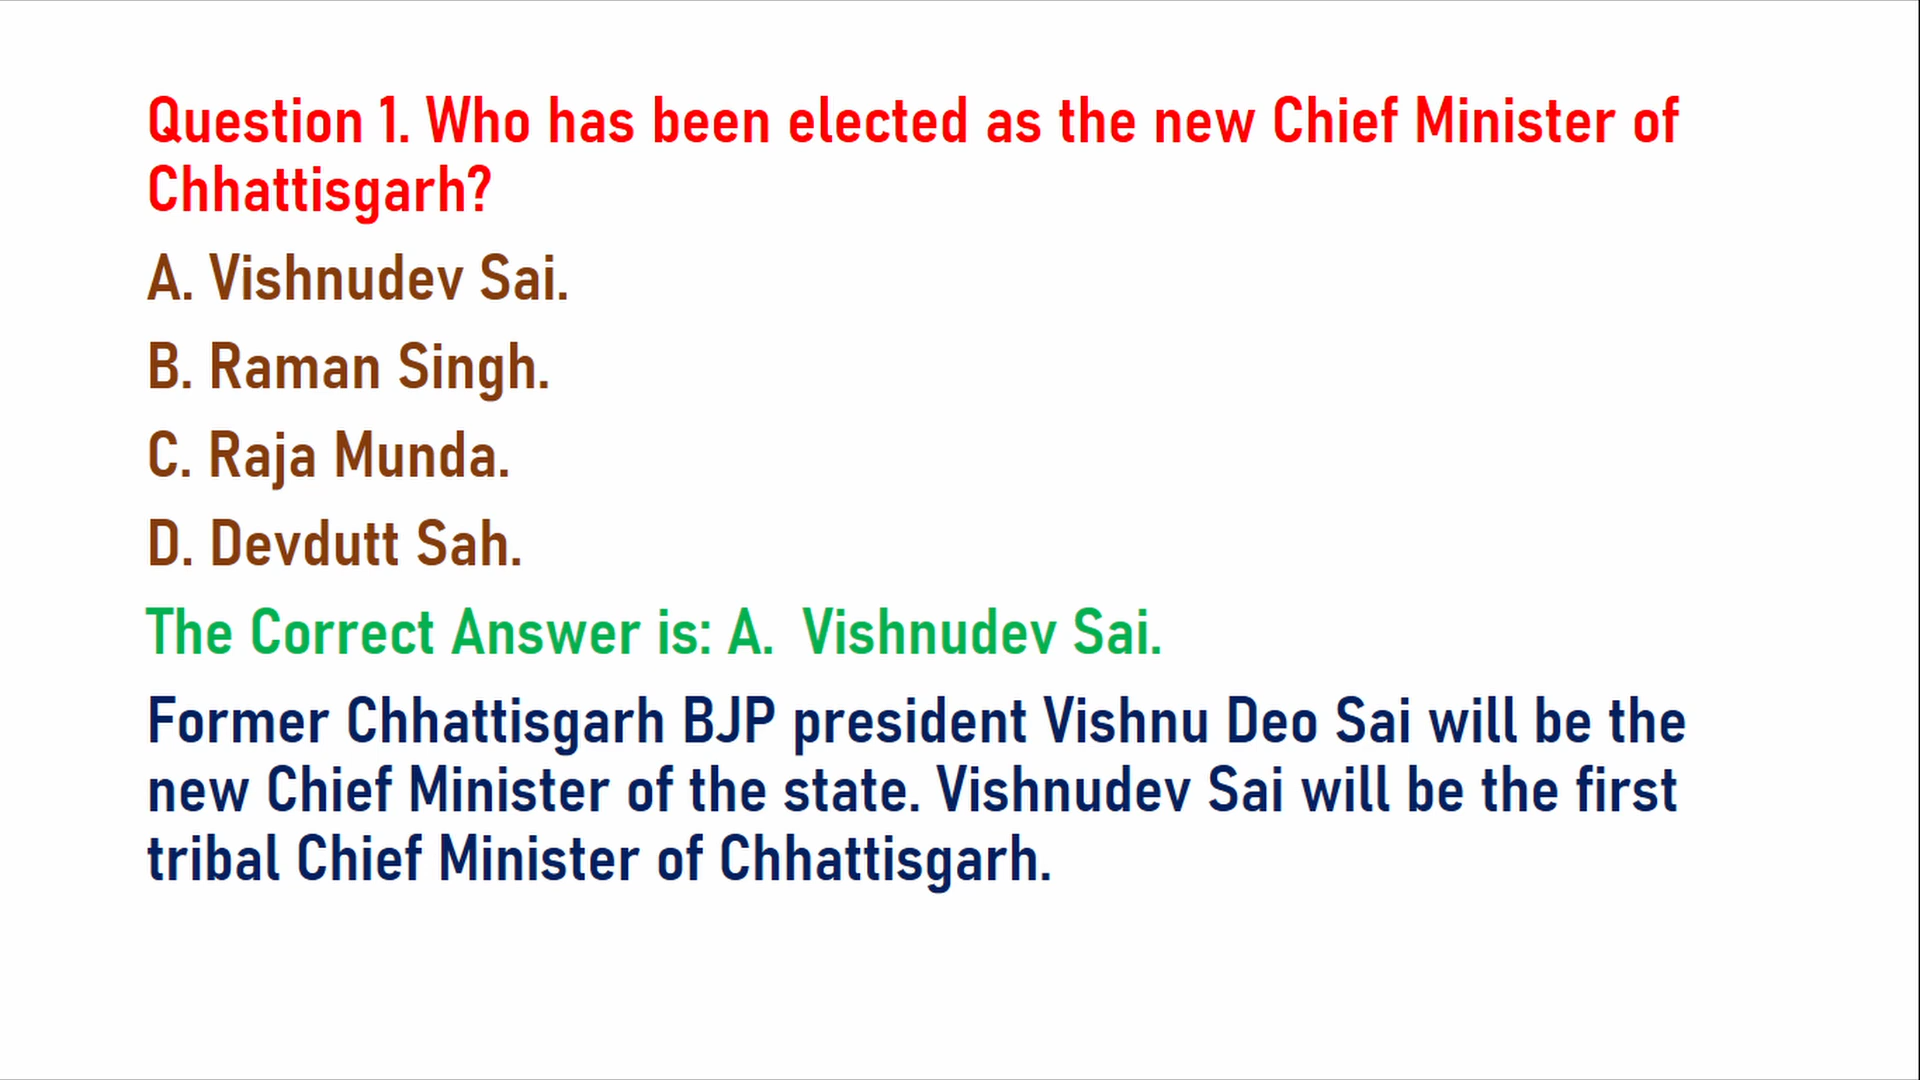 Question 1. Who has been elected as the new Chief Minister of
Chhattisgarh?
A. Vishnudev Sai.
B. Raman Singh.
C. Raja Munda.
D. Devdutt Sah.
The Correct Answer is: A.  Vishnudev Sai.
Former Chhattisgarh BJP president Vishnu Deo Sai will be the
new Chief Minister of the state. Vishnudev Sai will be the first
tribal Chief Minister of Chhattisgarh.